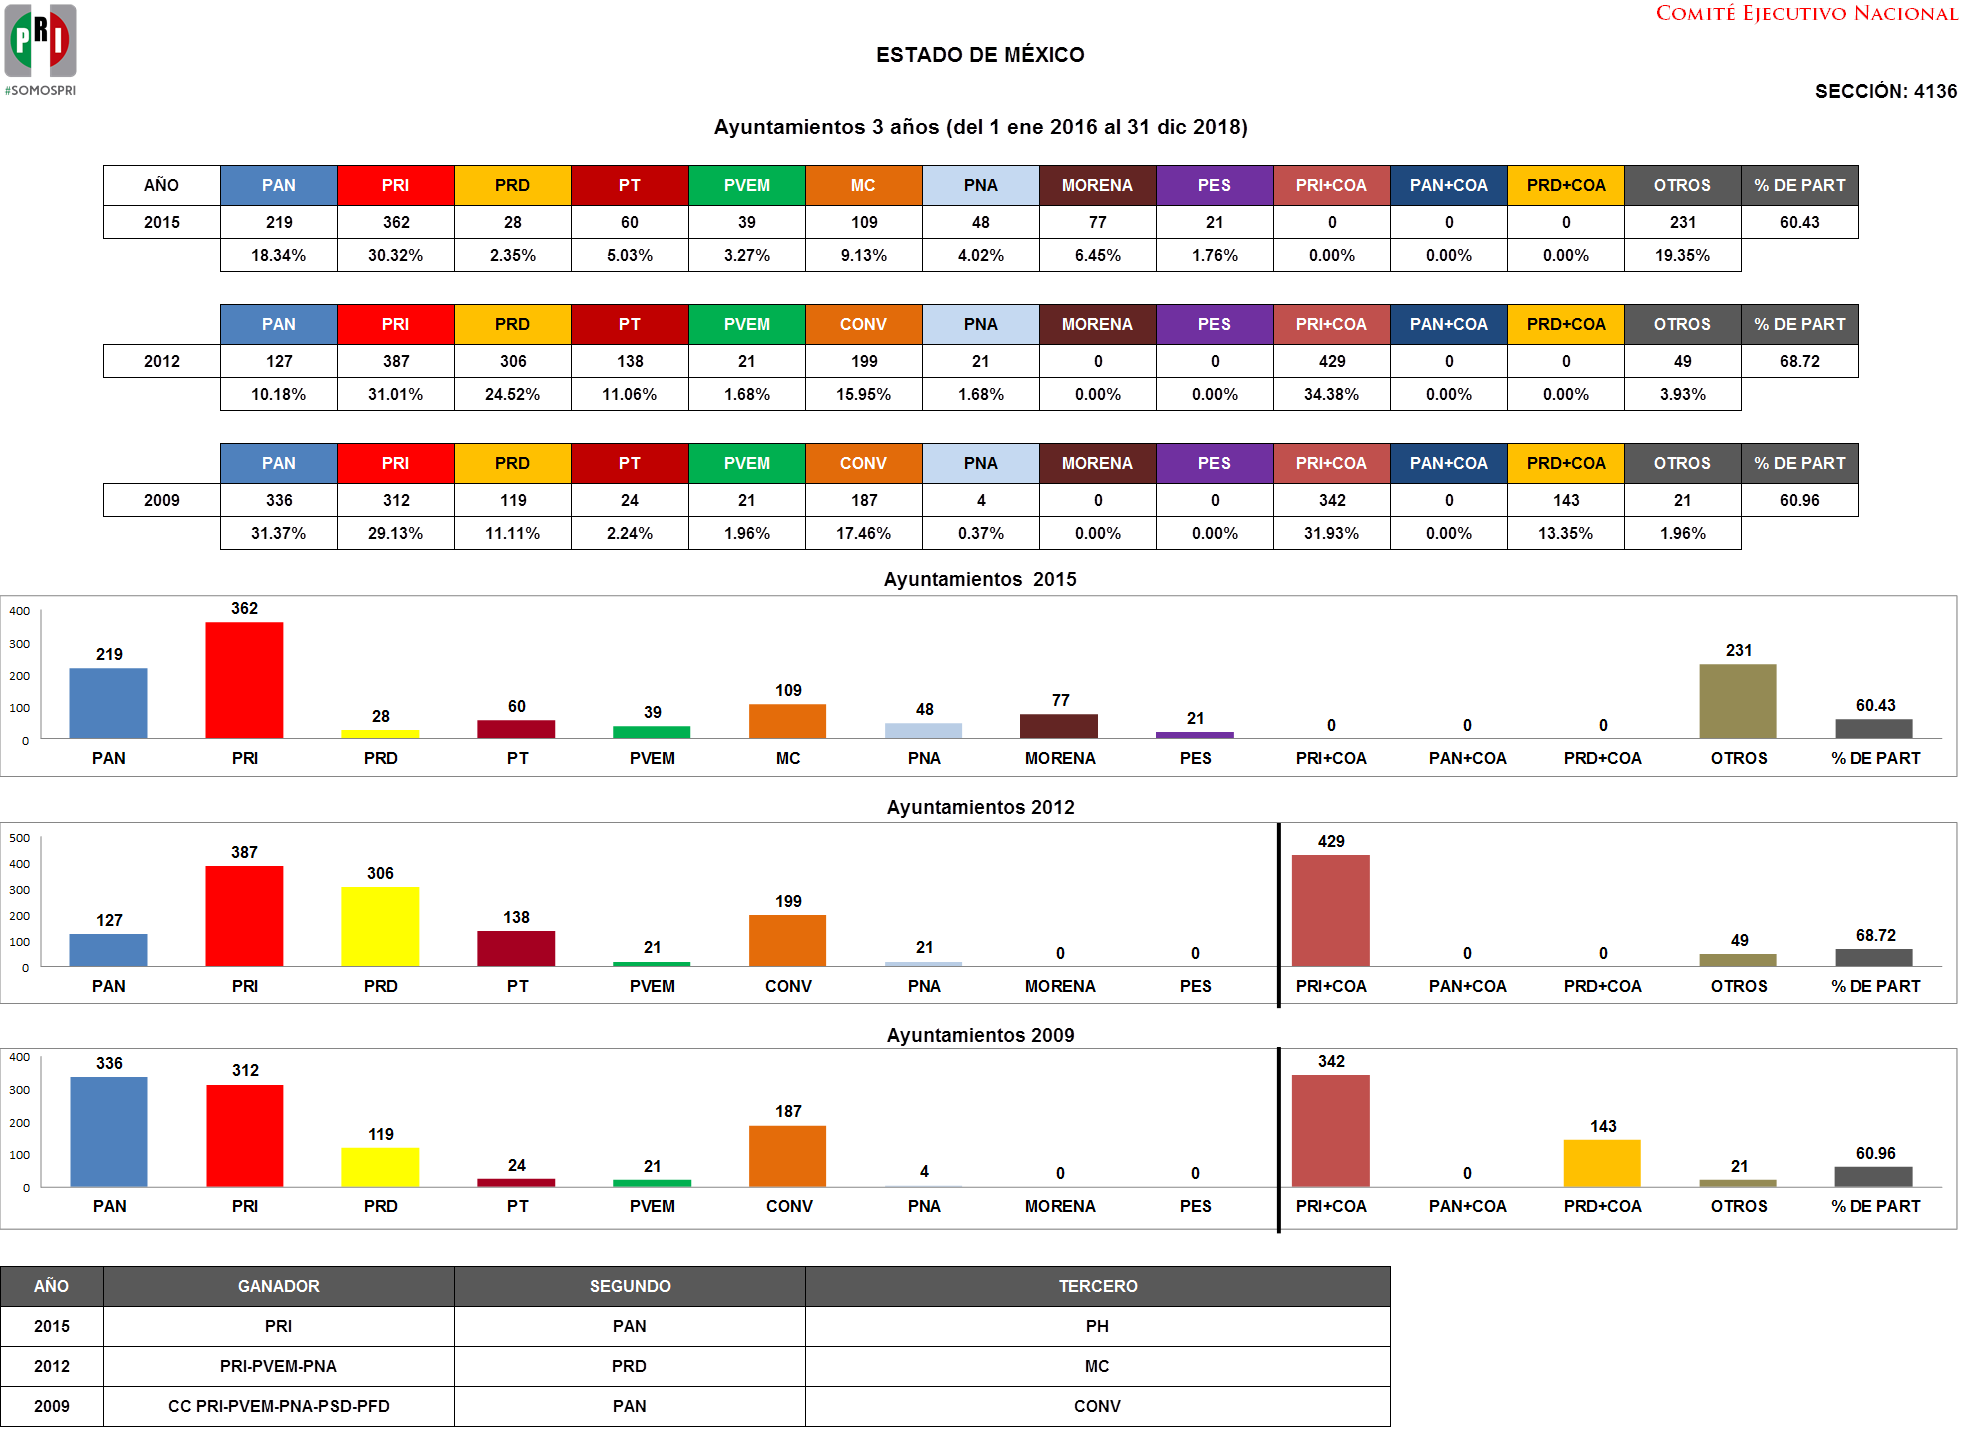 PRI
#SOMOSPRI
COMITÉ EJECUTIVO NACIONAL
ESTADO DE MÉXICO
SECCIÓN: 4136
Ayuntamientos 3 años (del 1 ene 2016 al 31 dic 2018)
AÑO PAN PRI PRD PT PVEM MC PNA MORENA PES PRI+COA PAN+COA PRD+COA OTROS % DE PART
2015 219 362 28 60 39 109 48 77 21 0 0 0 231 60.43
18.34% 30.32% 2.35% 5.03% 3.27% 9.13% 4.02% 6.45% 1.76% 0.00% 0.00% 0.00% 19.35%
PAN PRI PRD PT PVEM CONV PNA MORENA PES PRI+COA PAN+COA PRD+COA OTROS % DE PART
2012 127 387 306 138 21 199 21 0 0 429 0 0 49 68.72
10.18% 31.01% 24.52% 11.06% 1.68% 15.95% 1.68% 0.00% 0.00% 34.38% 0.00% 0.00% 3.93%
PAN PRI PRD PT PVEM CONV PNA MORENA PES PRI+COA PAN+COA PRD+COA OTROS % DE PART
2009 336 312 119 24 21 187 4 0 0 342 0 143 21 60.96
31.37% 29.13% 11.11% 2.24% 1.96% 17.46% 0.37% 0.00% 0.00% 31.93% 0.00% 13.35% 1.96%
Ayuntamientos 2015
400
300
200
100
0
219 362 28 60 39 109 48 77 21 0 0 0 231 60.43
PAN PRI PRD PT PVEM MC PNA MORENA PES PRI+COA PAN+COA PRD+COA OTROS % DE PART
Ayuntamientos 2012
500
400
300
200
100
0
127 387 306 138 21 199 21 0 0 429 0 0 49 68.72
PAN PRI PRD PT PVEM CONV PNA MORENA PES PRI+COA PAN+COA PRD+COA OTROS % DE PART
Ayuntamientos 2009
400
300
200
100
0
336 312 119 24 21 187 4 0 0 342 0 143 21 60.96
PAN PRI PRD PT PVEM CONV PNA MORENA PES PRI+COA PAN+COA PRD+COA OTROS % DE PART
AÑO GANADOR SEGUNDO TERCERO
2015 PRI PAN PH
2012 PRI-PVEM-PNA PRD MC
2009 CC PRI-PVEM-PNA-PSD-PFD PAN CONV